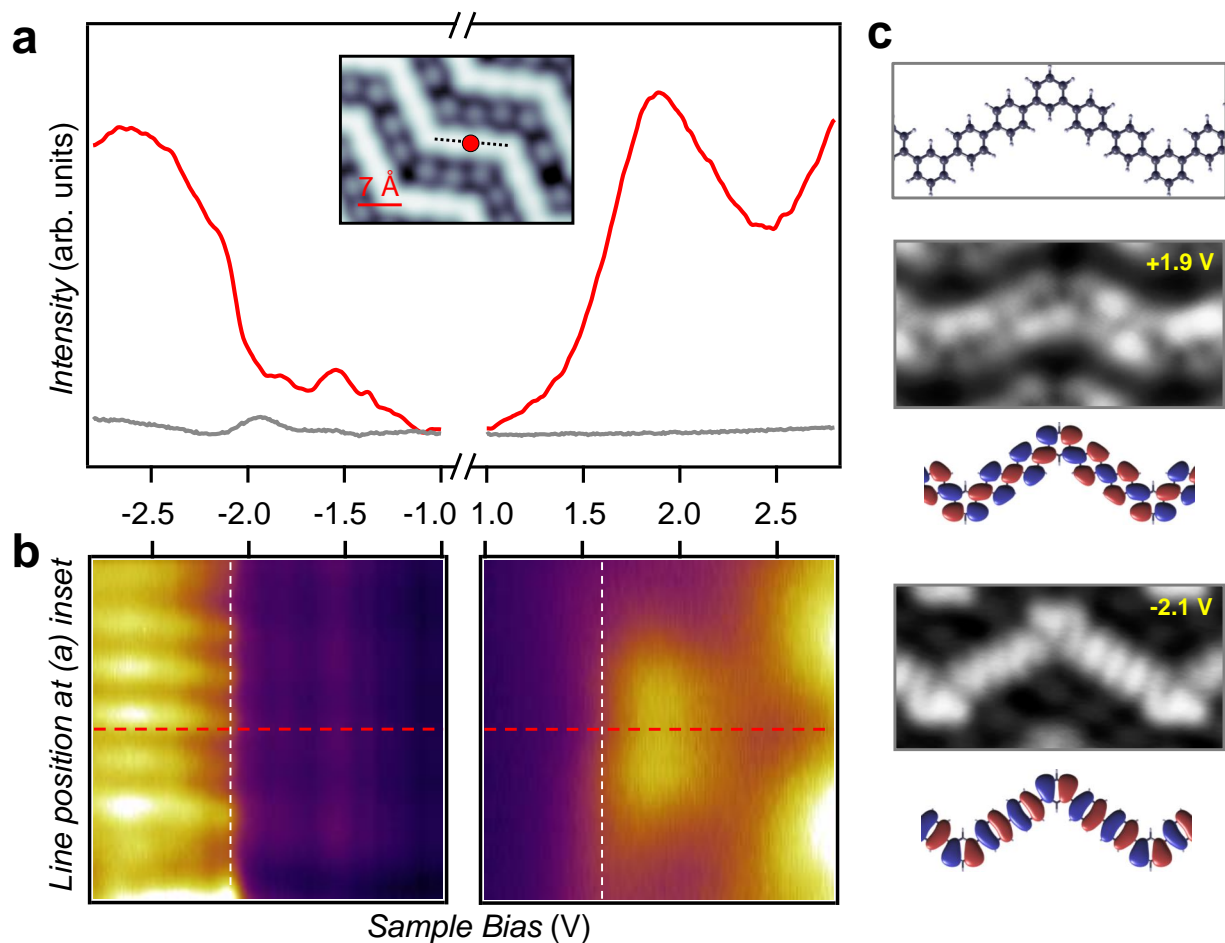 a
c
Intensity (arb. units)
7 Å
-2.5 -2.0 -1.5 -1.0 1.0 1.5 2.0 2.5
+1.9 V
b
Line position at (a) inset
-2.1 V
Sample Bias (V)